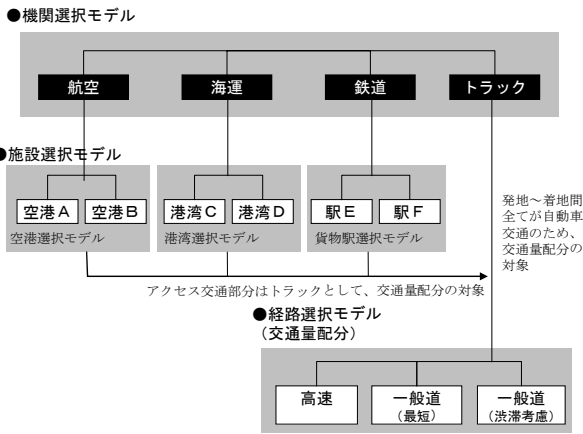 ●機関選択モデル
航空
海運
鉄道
トラック
●施設選択モデル
空港A
空港B
空港選択モデル
港湾C
港湾D
港湾選択モデル
駅E
駅F
貨物駅選択モデル
発地～着地間
全てが自動車
交通のため、
交通量配分の
対象
アクセス交通部分はトラックとして、交通量配分の対象
●経路選択モデル
（交通量配分）
高速
一般道
（最短）
一般道
（渋滞考慮）